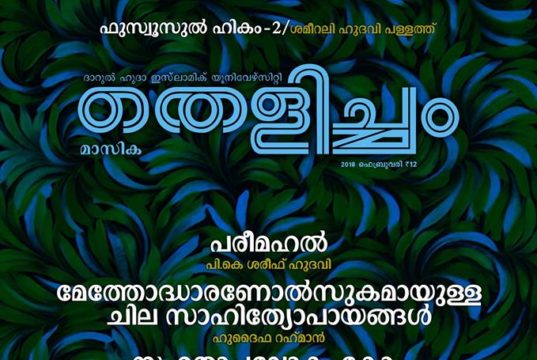 ഫുസ്വൂസുൽ ഹികം-2/ശമീറലി ഹുദവി പള്ളത്ത്
ദാറുൽ ഹുദാ ഇസ്‌ലാമിക് യൂനിവേഴ്സിറ്റി
തെളിച്ചം
മാസിക
2018 ഫെബ്രുവരി ₹12
പരീമഹൽ
പി.കെ ശരീഫ് ഹുദവി
മേത്തോദ്ധാരണോൽസുകമായുള്ള
ചില സാഹിത്യോപായങ്ങൾ
ഹുദൈഫ റഹ്‌മാൻ